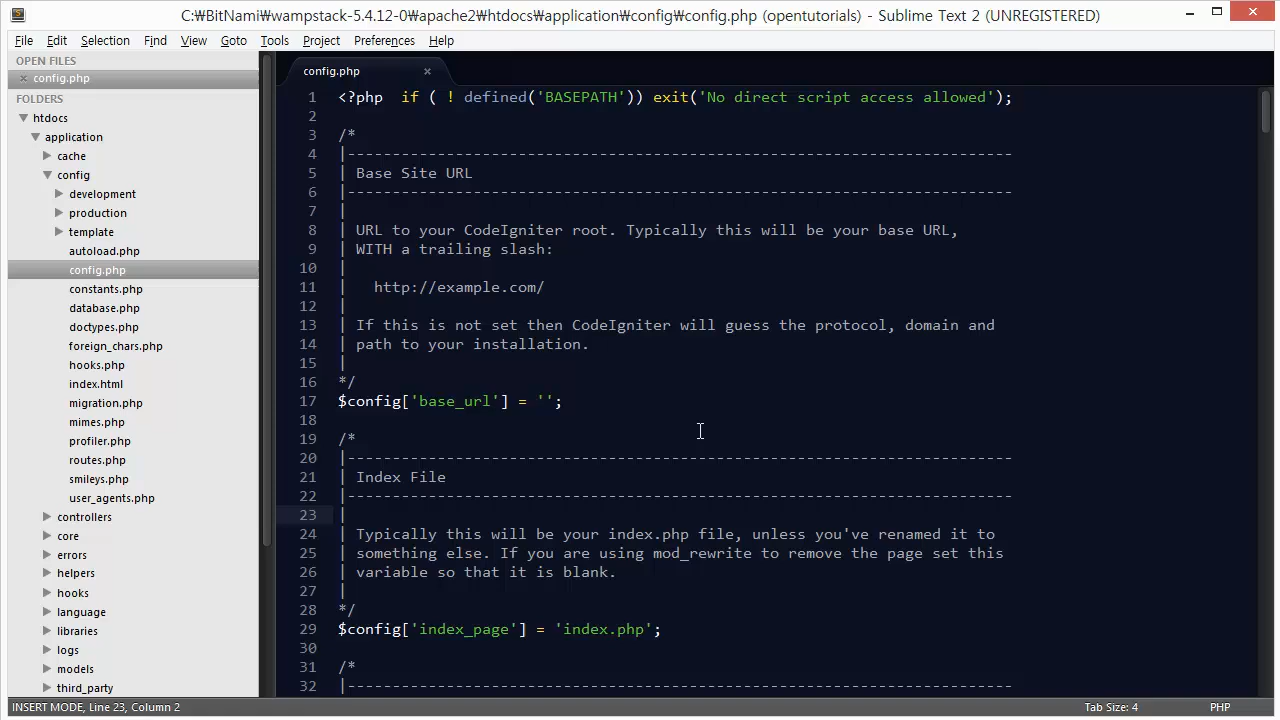 C:₩BitNami₩wampstack-5.4.12-0₩apache2₩htdocs₩application₩config₩config.php (opentutorials) - Sublime Text 2 (UNREGISTERED)
File Edit Selection Find View Goto Tools Project Preferences Help
OPEN FILES
config.php
FOLDERS
htdocs
application
cache
config
development
production
template
autoload.php
config.php
constants.php
database.php
doctypes.php
foreign_chars.php
hooks.php
index.html
migration.php
mimes.php
profiler.php
routes.php
smileys.php
user_agents.php
controllers
core
errors
helpers
hooks
language
libraries
logs
models
third_party
config.php
1 <?php  if ( ! defined('BASEPATH')) exit('No direct script access allowed');
2
3 /*
4 |--------------------------------------------------------------------------
5 | Base Site URL
6 |--------------------------------------------------------------------------
7 |
8 | URL to your CodeIgniter root. Typically this will be your base URL,
9 | WITH a trailing slash:
10 |
11 |   http://example.com/
12 |
13 | If this is not set then CodeIgniter will guess the protocol, domain and
14 | path to your installation.
15 |
16 */
17 $config['base_url'] = '';
18
19 /*
20 |--------------------------------------------------------------------------
21 | Index File
22 |--------------------------------------------------------------------------
23 |
24 | Typically this will be your index.php file, unless you've renamed it to
25 | something else. If you are using mod_rewrite to remove the page set this
26 | variable so that it is blank.
27 |
28 */
29 $config['index_page'] = 'index.php';
30
31 /*
32 |--------------------------------------------------------------------------
INSERT MODE, Line 23, Column 2 Tab Size: 4 PHP